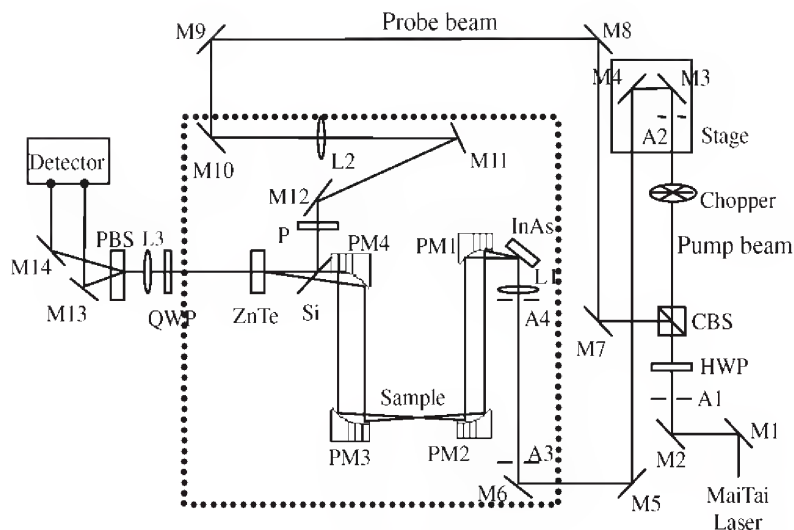 M9
Probe beam
M8
M4
M3
A2
Stage
Detector
M10
L2
M11
Chopper
M12
P
InAs
PBS
L3
PM4
PM1
Pump beam
M14
L1
M13
QWP
ZnTe
Si
A4
M7
CBS
HWP
Sample
A1
PM3
PM2
A3
M6
M5
M2
M1
MaiTai
Laser